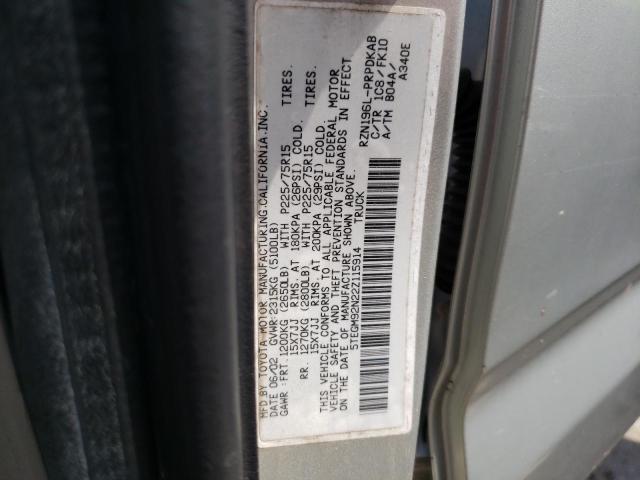 MFD BY TOYOTA MOTOR MANUFACTURING,CALIFORNIA.INC.
DATE 06/02 GVWR:2315KG (5100LB)
GAWR :FRT 1200KG (2650LB) WITH P225/75R15 TIRES.
15X7JJ RIMS. AT 180KPA (26PSI) COLD.
RR. 1270KG (2800LB) WITH P225/75R15 TIRES.
15X7JJ RIMS. AT 200KPA (29PSI) COLD.
THIS VEHICLE CONFORMS TO ALL APPLICABLE FEDERAL MOTOR
VEHICLE SAFETY AND THEFT PREVENTION STANDARDS IN EFFECT
ON THE DATE OF MANUFACTURE SHOWN ABOVE.
5TEGM92N22Z115914 TRUCK
RZN196L-PRPDKAB
C/TR 1C8/FK10
A/TM B04A/
A340E